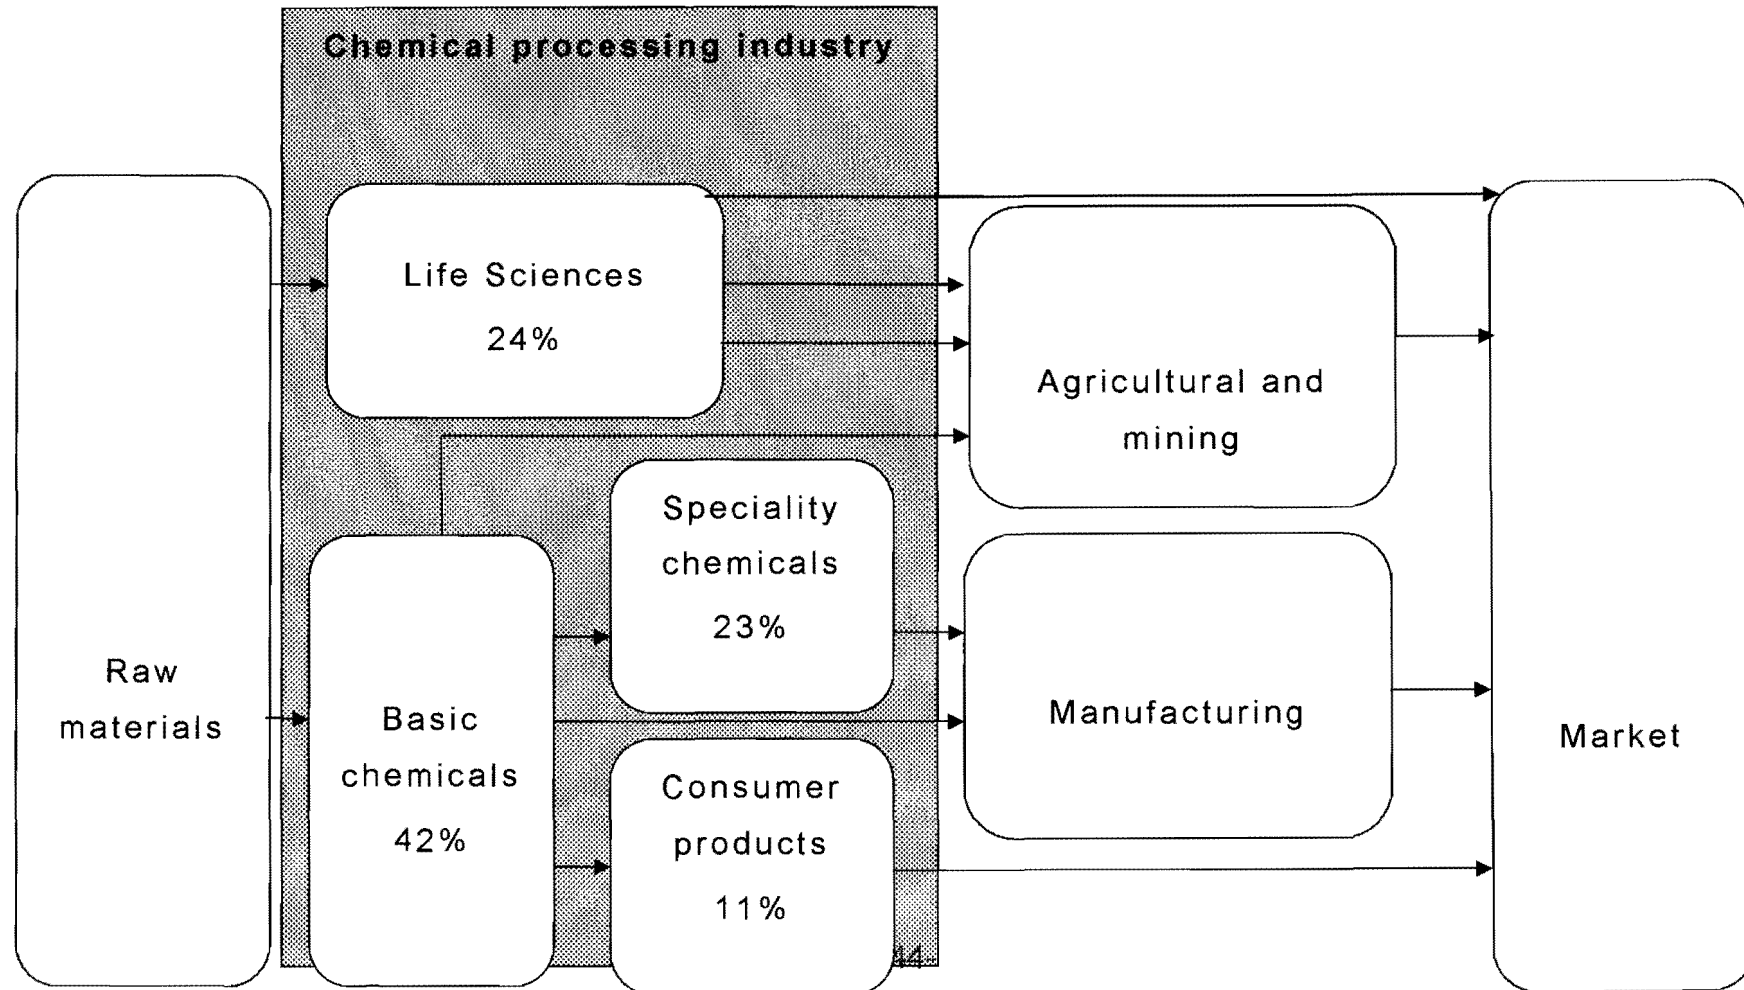 Chemical processing industry
Life Sciences
24%
Agricultural and
mining
Speciality
chemicals
23%
Raw
materials
Basic
chemicals
42%
Manufacturing
Market
Consumer
products
11%
44